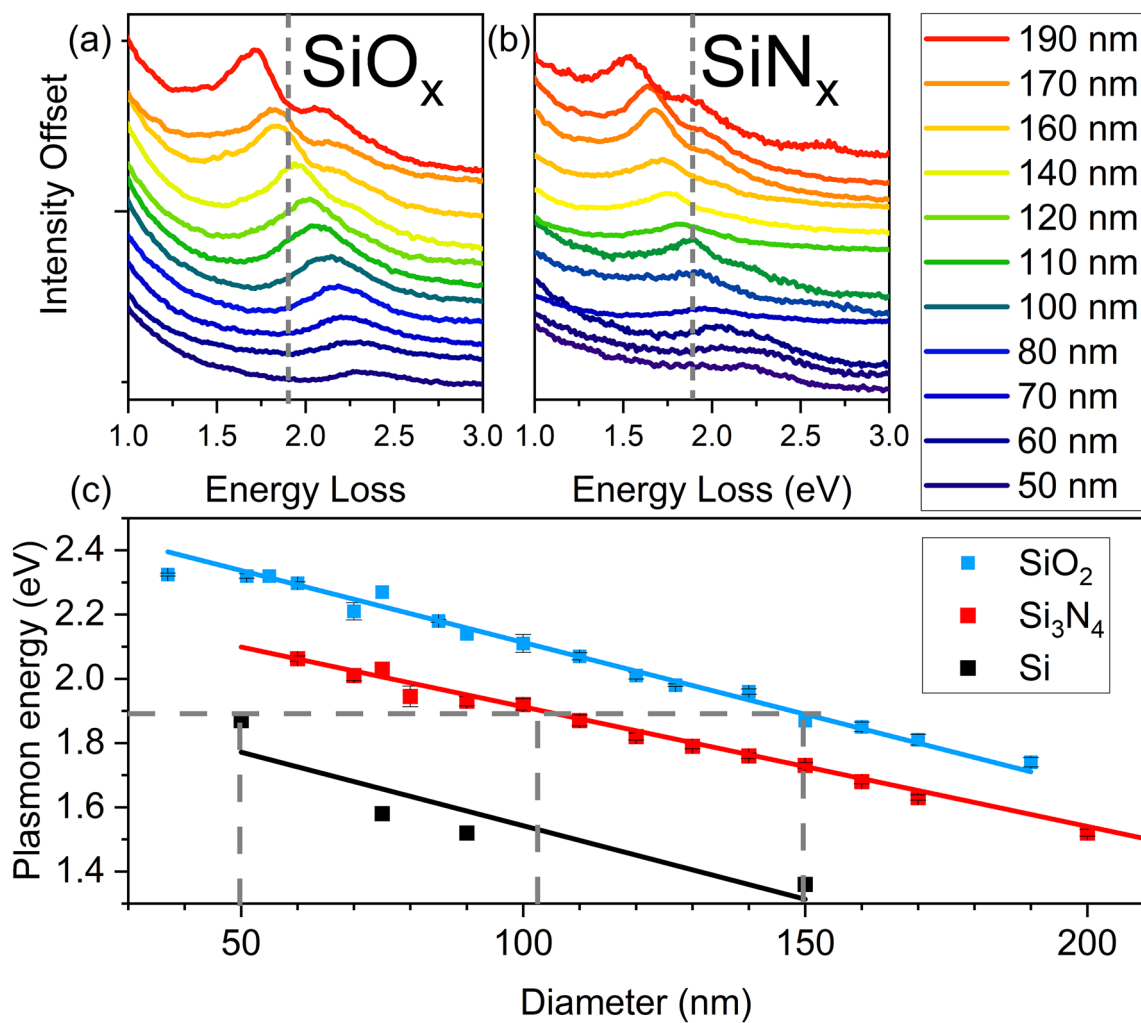 (a)
SiOx
(b)
SiNx
Intensity Offset
1.0 1.5 2.0 2.5 3.0
1.0 1.5 2.0 2.5 3.0
Energy Loss
Energy Loss (eV)
190 nm
170 nm
160 nm
140 nm
120 nm
110 nm
100 nm
80 nm
70 nm
60 nm
50 nm
(c)
Plasmon energy (eV)
2.4
2.2
2.0
1.8
1.6
1.4
SiO2
Si3N4
Si
50 100 150 200
Diameter (nm)